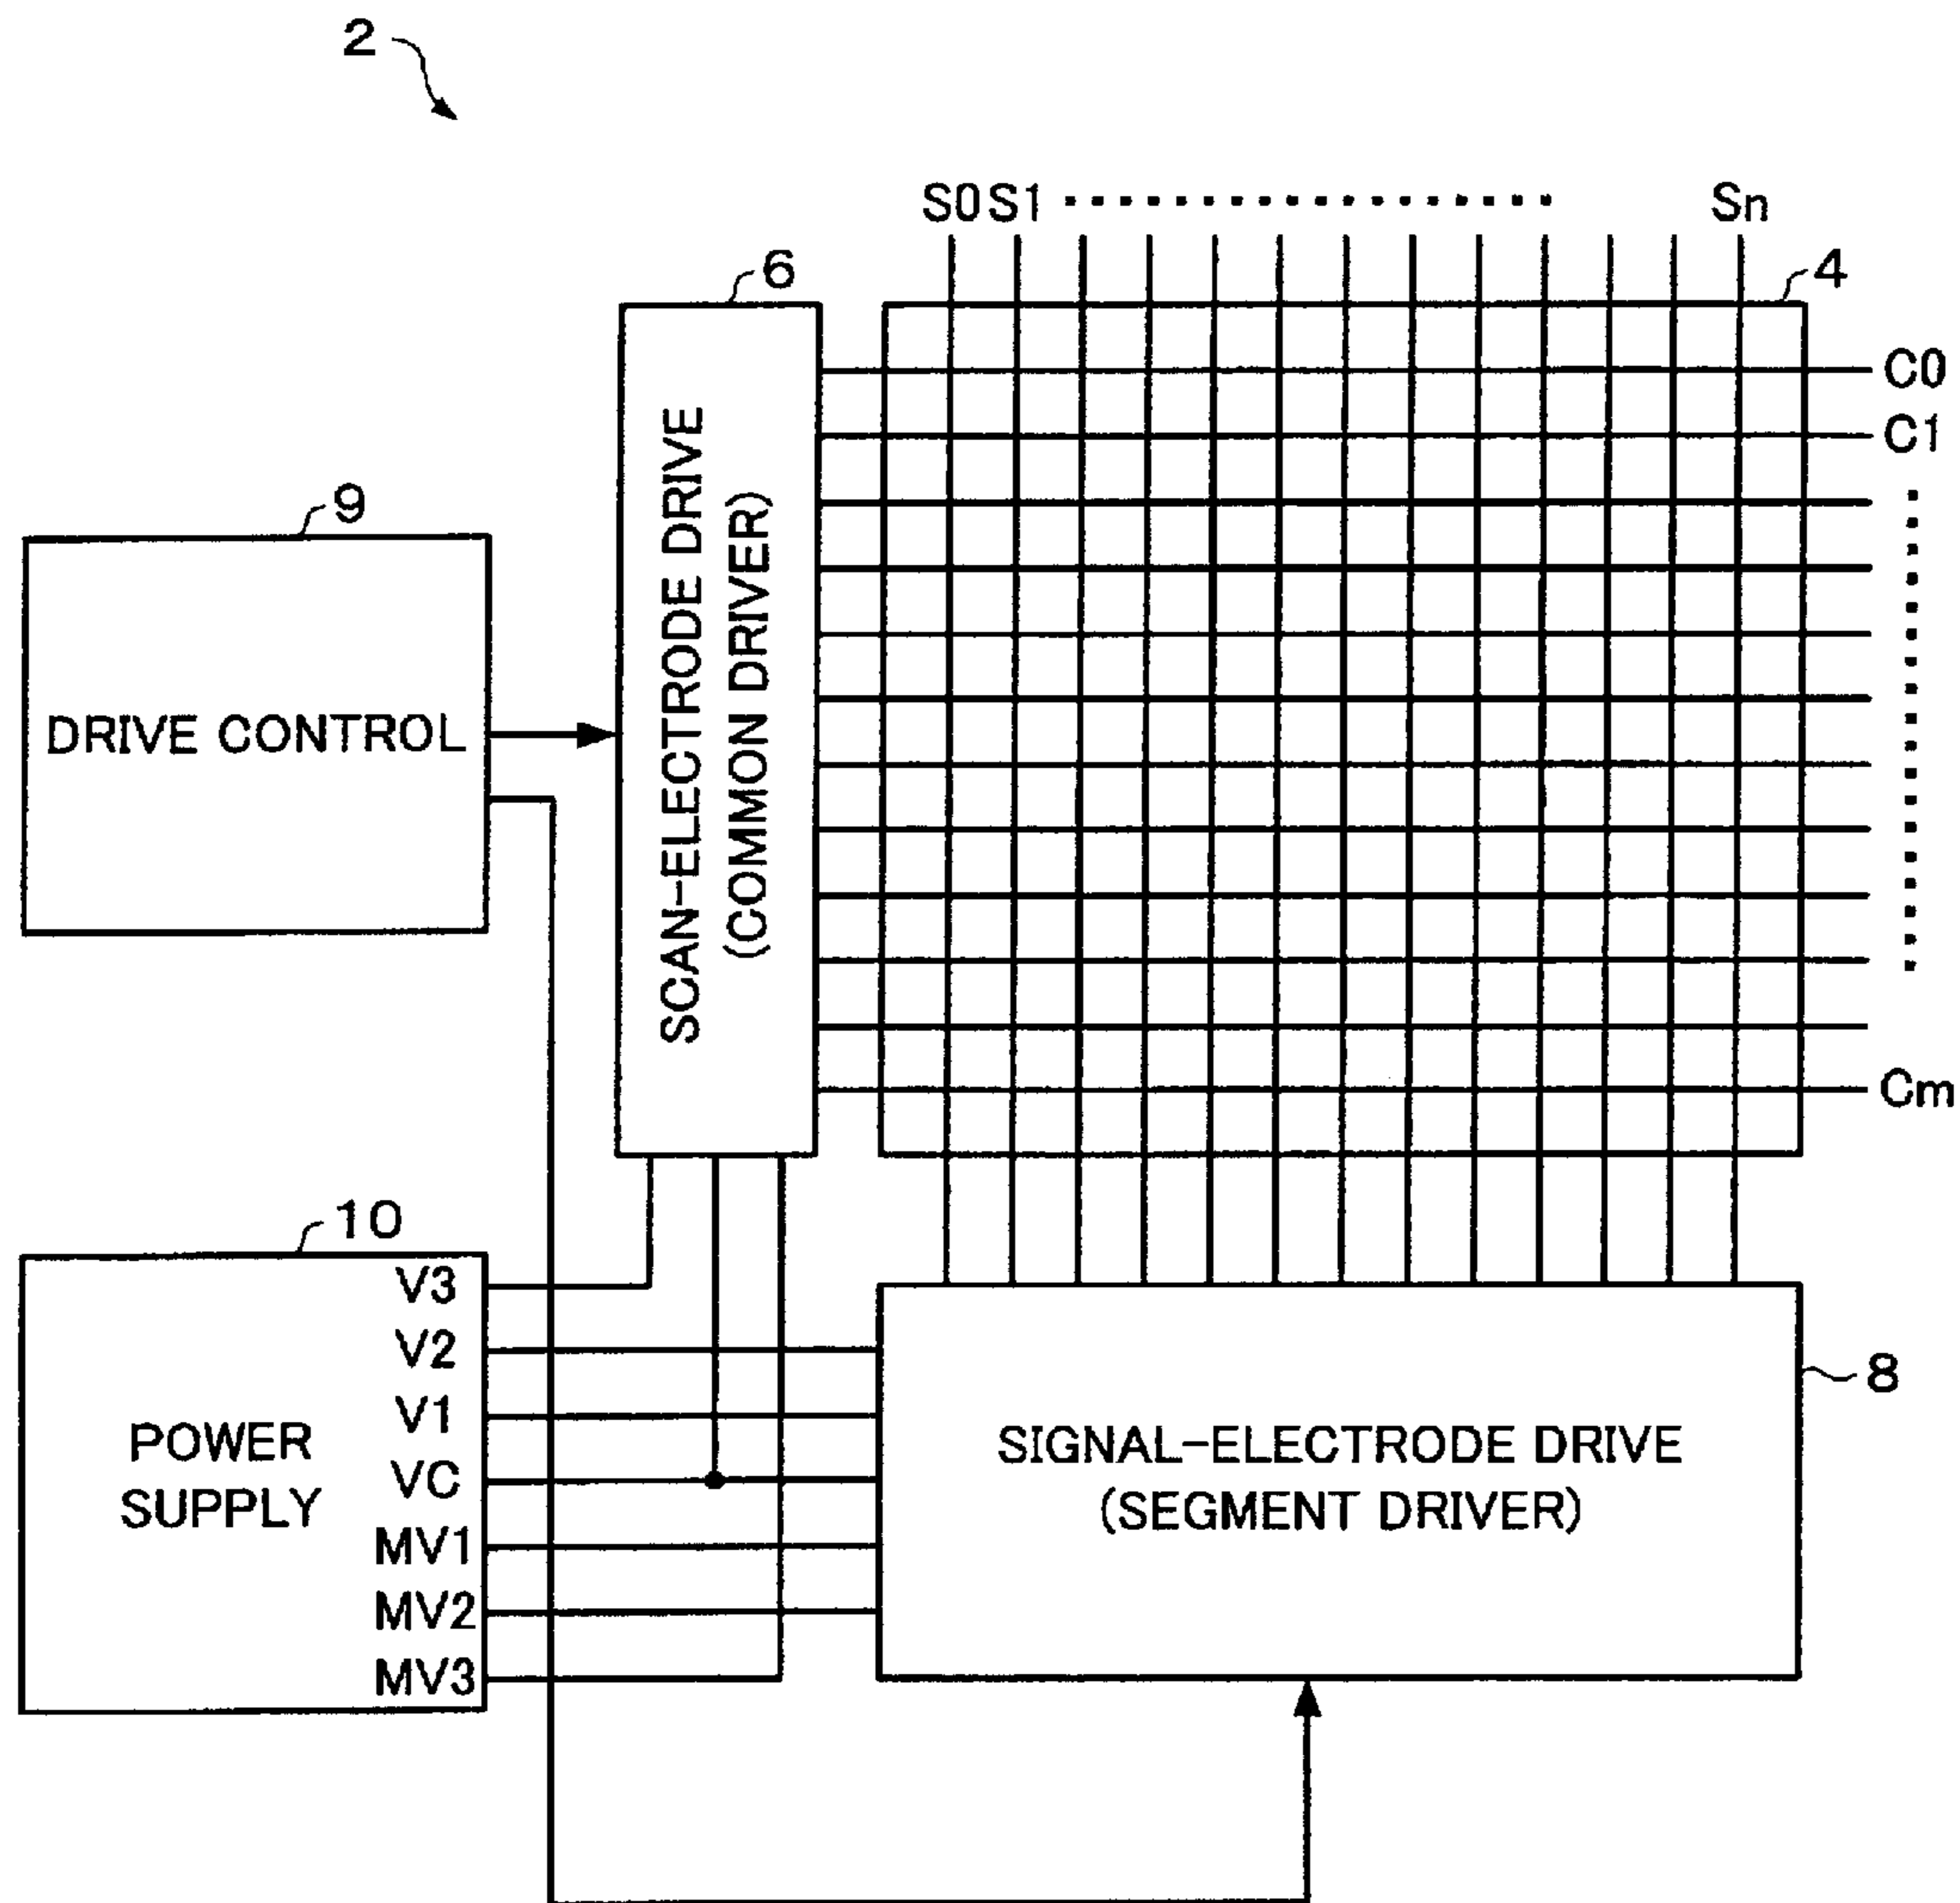 2
S0 S1 Sn
6
4
C0
C1
9
SCAN-ELECTRODE DRIVE
(COMMON DRIVER)
DRIVE CONTROL
Cm
10
V3
V2
V1
VC
MV1
MV2
MV3
POWER
SUPPLY
8
SIGNAL-ELECTRODE DRIVE
(SEGMENT DRIVER)